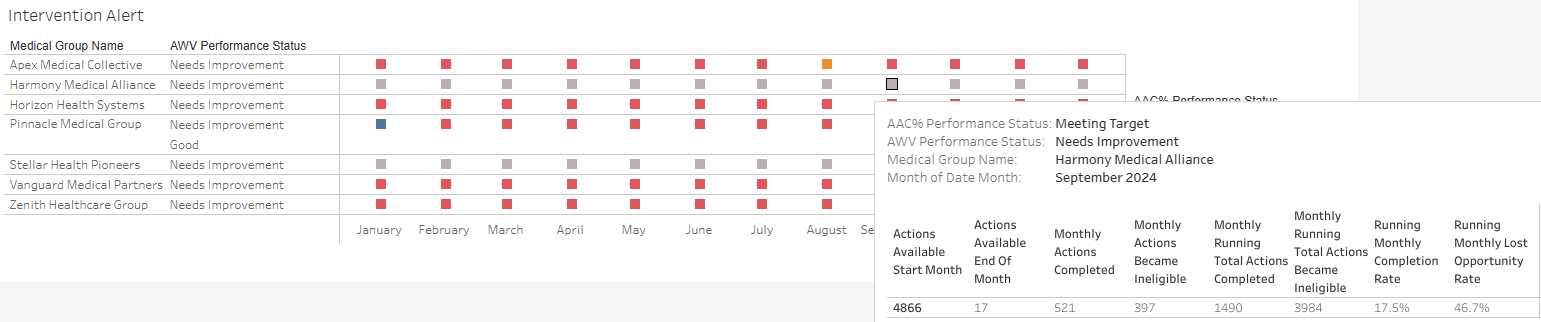 Intervention Alert
Medical Group Name AWV Performance Status
Apex Medical Collective Needs Improvement
Harmony Medical Alliance Needs Improvement
Horizon Health Systems Needs Improvement
Pinnacle Medical Group Needs Improvement
Good
Stellar Health Pioneers Needs Improvement
Vanguard Medical Partners Needs Improvement
Zenith Healthcare Group Needs Improvement
January February March April May June July August Se
AAC% Performance Status
AAC% Performance Status: Meeting Target
AWV Performance Status: Needs Improvement
Medical Group Name: Harmony Medical Alliance
Month of Date Month: September 2024
Actions Available Start Month
Actions Available End Of Month
Monthly Actions Completed
Monthly Actions Became Ineligible
Monthly Running Total Actions Completed
Monthly Running Total Actions Became Ineligible
Running Monthly Completion Rate
Running Monthly Lost Opportunity Rate
4866 17 521 397 1490 3984 17.5% 46.7%